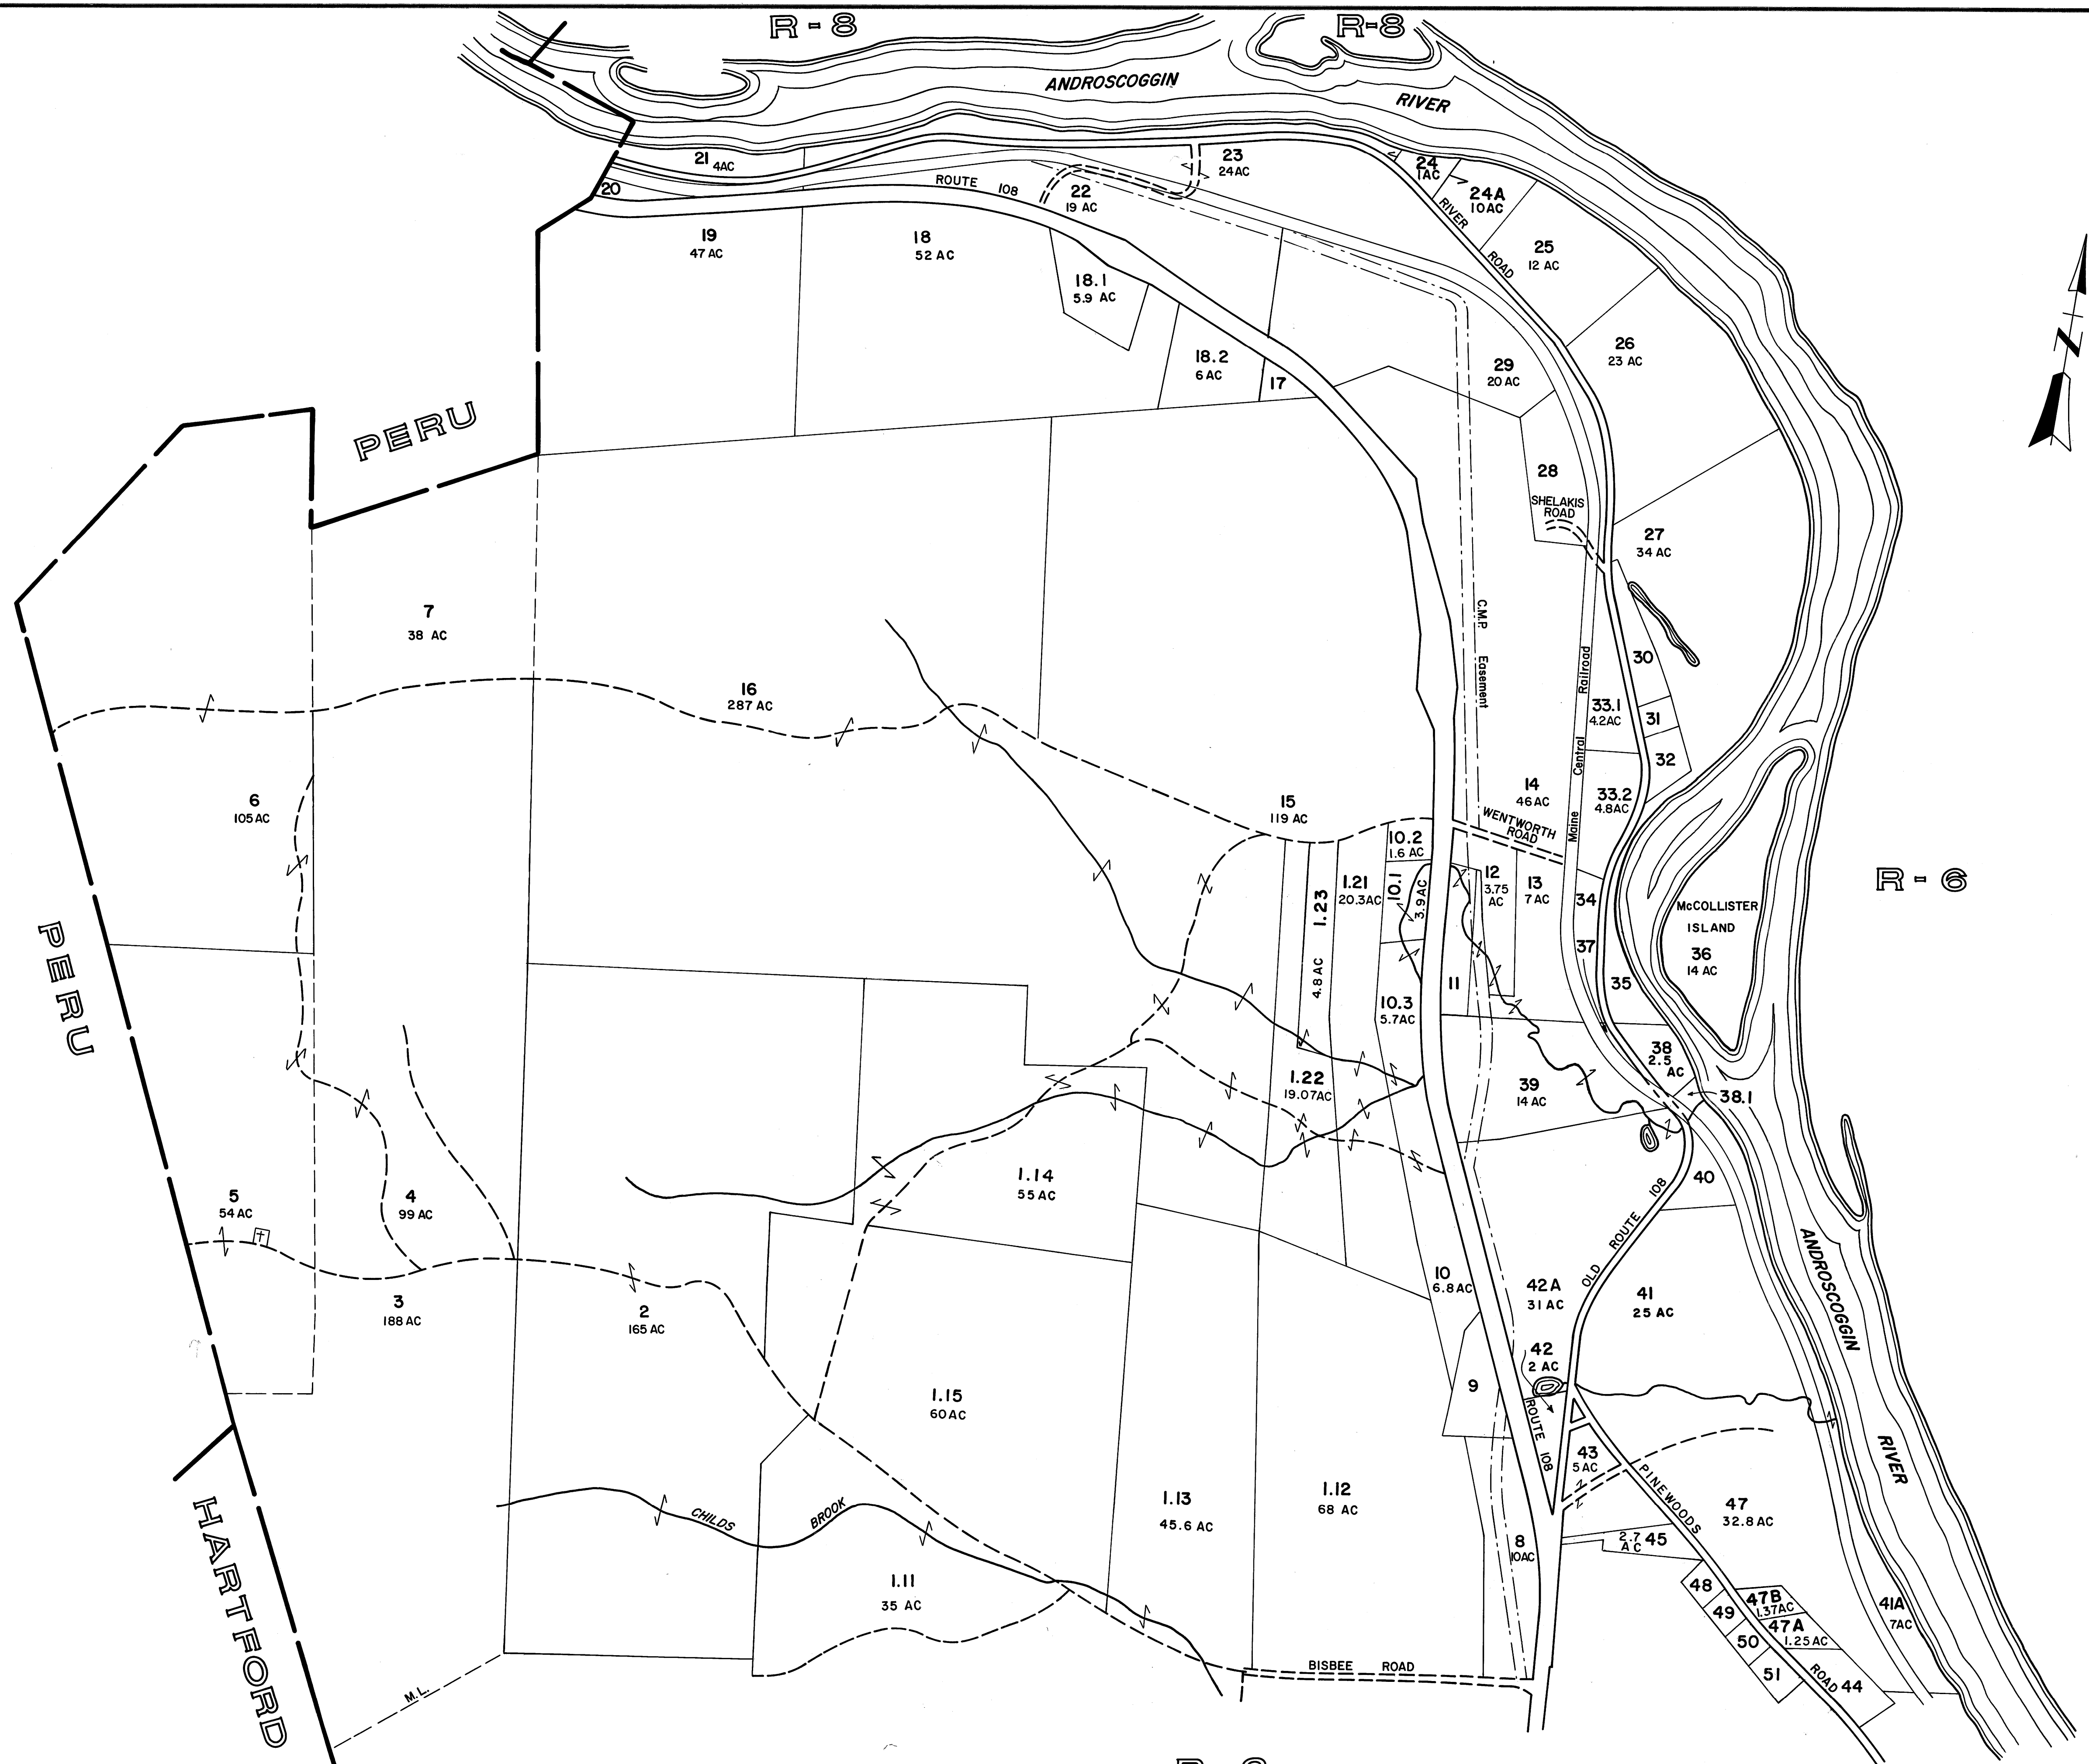 R-8
R-8
ANDROSCOGGIN
RIVER
21 4AC
20
ROUTE 108
22
19 AC
23
24AC
24
1AC
24A
10 AC
RIVER
ROAD
25
12 AC
19
47 AC
18
52 AC
18.1
5.9 AC
18.2
6 AC
17
29
20 AC
26
23 AC
N
PERU
28
SHELAKIS
ROAD
27
34 AC
7
38 AC
C.M.P. Easement
Maine Central Railroad
30
16
287 AC
33.1
4.2AC
31
32
6
105 AC
15
119 AC
14
46 AC
33.2
4.8AC
WENTWORTH
ROAD
10.2
1.6 AC
1.23
4.8 AC
1.21
20.3AC
10.1
3.9 AC
12
3.75
AC
13
7 AC
34
37
McCOLLISTER
ISLAND
36
14 AC
R-6
PERU
11
35
10.3
5.7AC
38
2.5
AC
1.22
19.07AC
39
14 AC
38.1
5
54 AC
4
99 AC
1.14
55 AC
40
OLD ROUTE 108
3
188 AC
2
165 AC
10
6.8 AC
42A
31 AC
41
25 AC
ANDROSCOGGIN
RIVER
42
2 AC
9
1.15
60 AC
ROUTE 108
43
5 AC
HARTFORD
CHILDS BROOK
1.13
45.6 AC
1.12
68 AC
PINEWOODS
ROAD
47
32.8 AC
8
10AC
2.7
AC
45
1.11
35 AC
48
49
50
51
47B
1.37AC
47A
1.25 AC
44
41A
7AC
BISBEE ROAD
M.L.